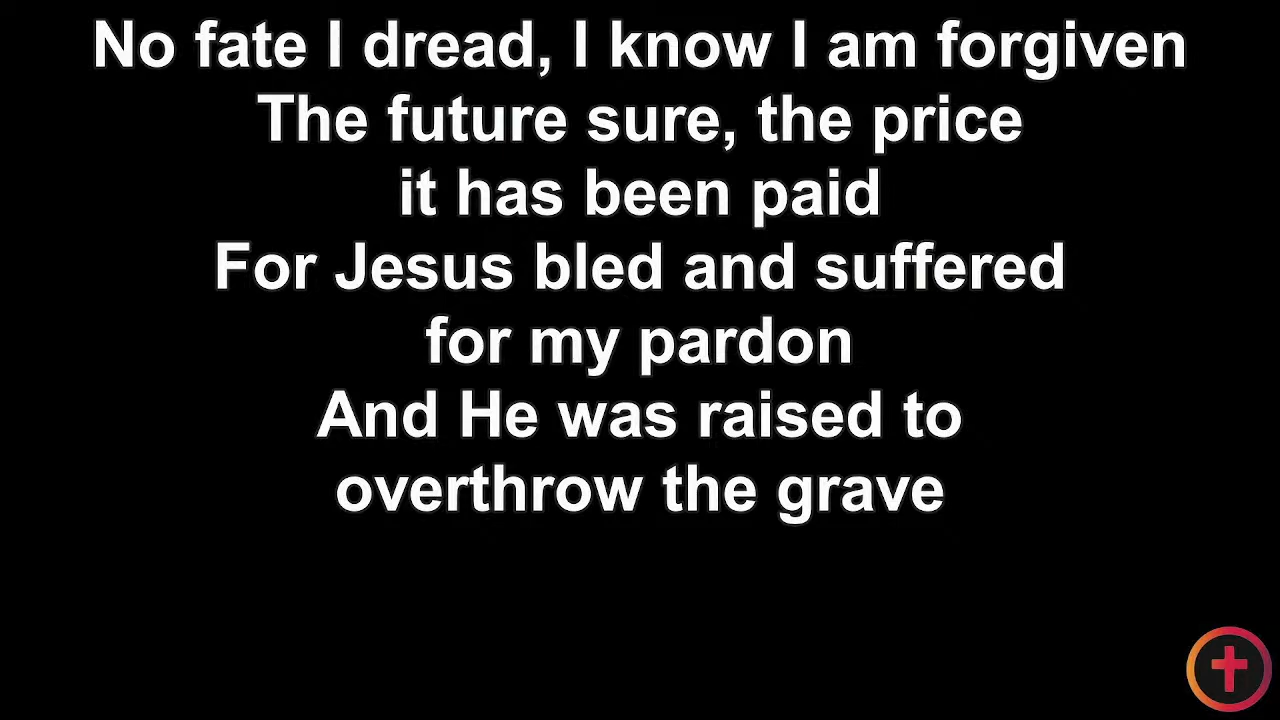 No fate I dread, I know I am forgiven
The future sure, the price
it has been paid
For Jesus bled and suffered
for my pardon
And He was raised to
overthrow the grave